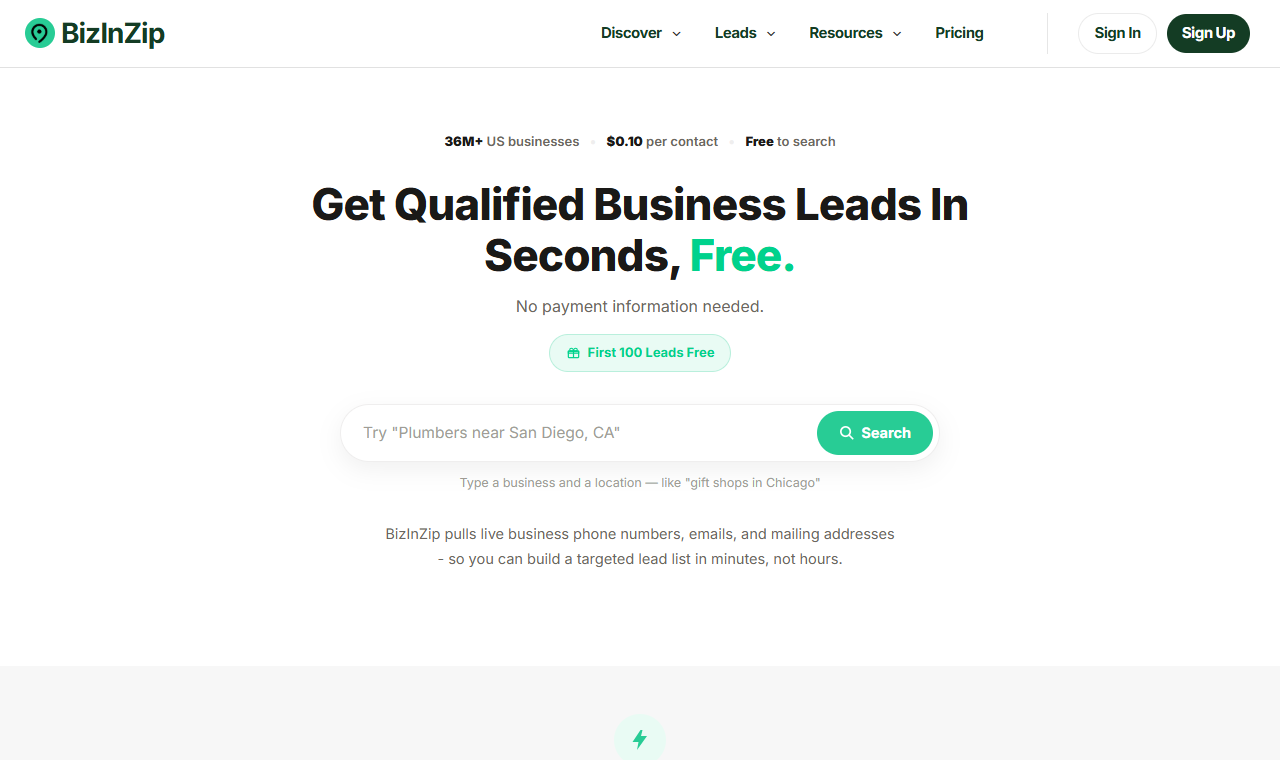 BizInZip
Discover
Leads
Resources
Pricing
Sign In
Sign Up
36M+ US businesses
$0.10 per contact
Free to search
Get Qualified Business Leads In
Seconds, Free.
No payment information needed.
First 100 Leads Free
Try "Plumbers near San Diego, CA"
Search
Type a business and a location — like "gift shops in Chicago"
BizInZip pulls live business phone numbers, emails, and mailing addresses
- so you can build a targeted lead list in minutes, not hours.